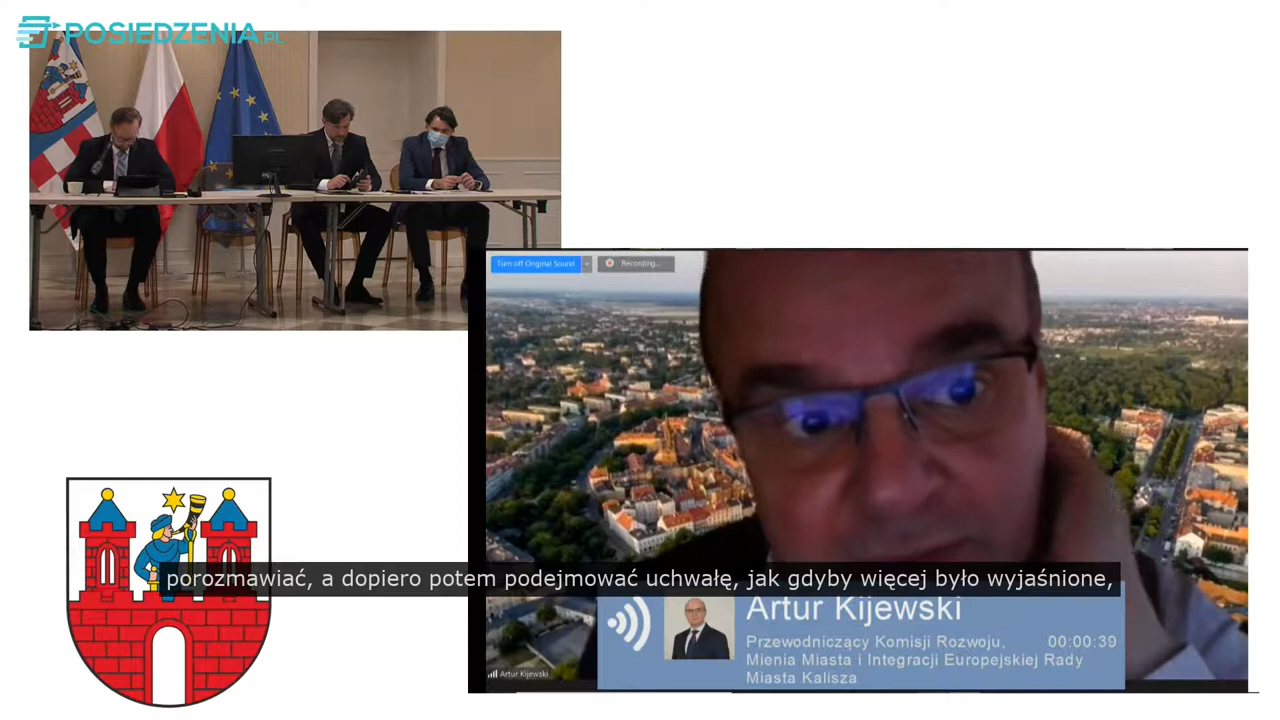 POSIEDZENIA.PL
Turn off Original Sound
Recording...
porozmawiać, a dopiero potem podejmować uchwałę, jak gdyby więcej było wyjaśnione,
Artur Kijewski
Przewodniczący Komisji Rozwoju, 00:00:39
Mienia Miasta i Integracji Europejskiej Rady
Miasta Kalisza
Artur Kijewski